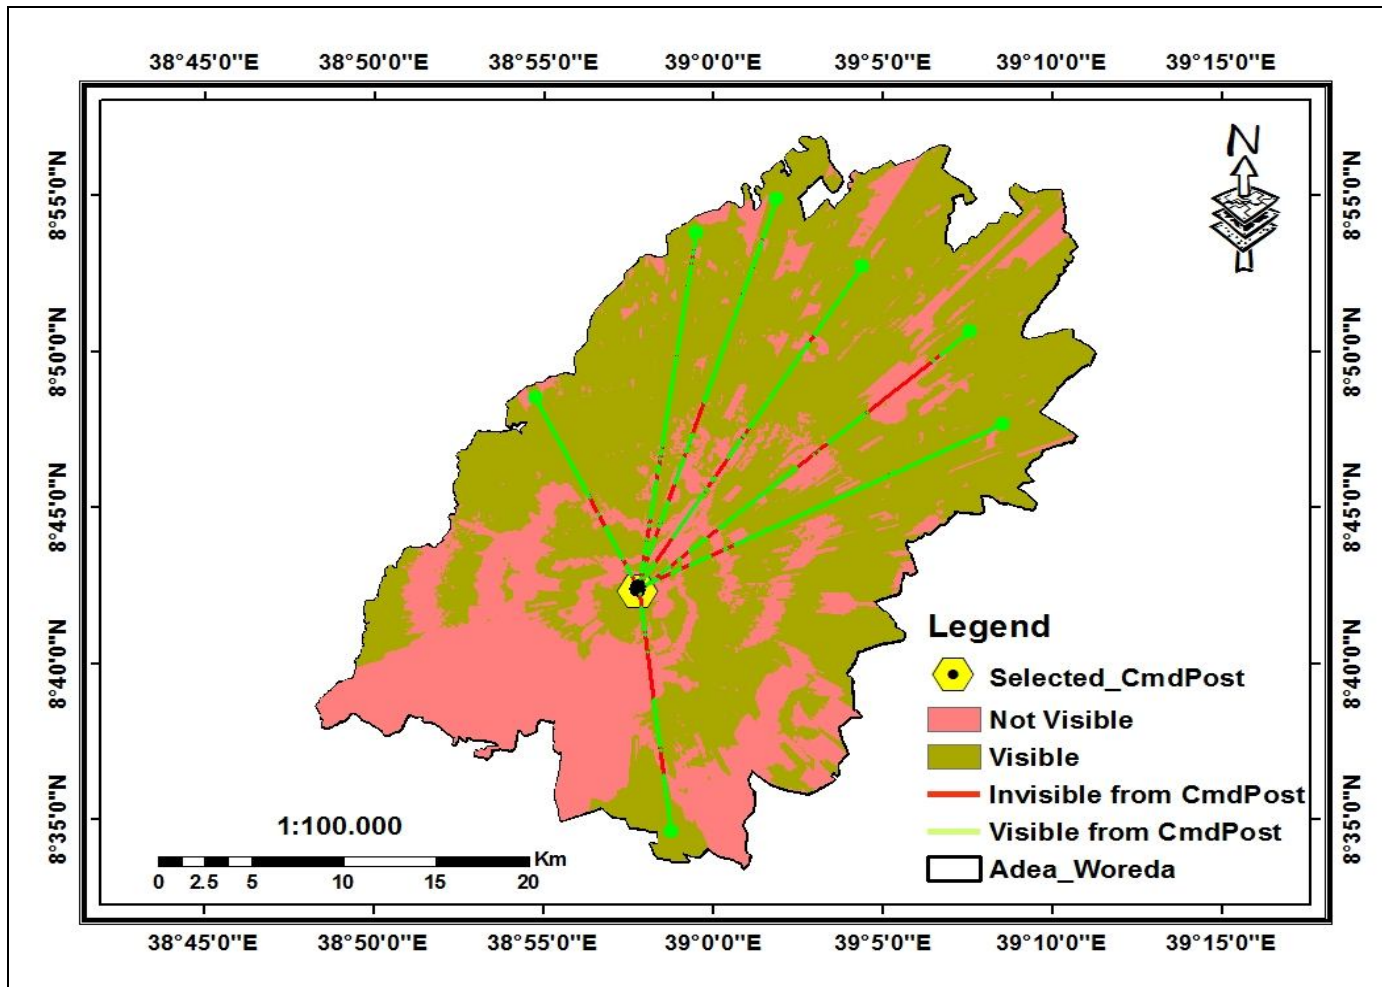 38°45'0"E 38°50'0"E 38°55'0"E 39°0'0"E 39°5'0"E 39°10'0"E 39°15'0"E
N
8°55'0"N 8°55'0"N
8°50'0"N 8°50'0"N
8°45'0"N 8°45'0"N
8°40'0"N 8°40'0"N
8°35'0"N 8°35'0"N
Legend
Selected_CmdPost
Not Visible
Visible
Invisible from CmdPost
Visible from CmdPost
Adea_Woreda
1:100.000
Km
0 2.5 5 10 15 20
38°45'0"E 38°50'0"E 38°55'0"E 39°0'0"E 39°5'0"E 39°10'0"E 39°15'0"E